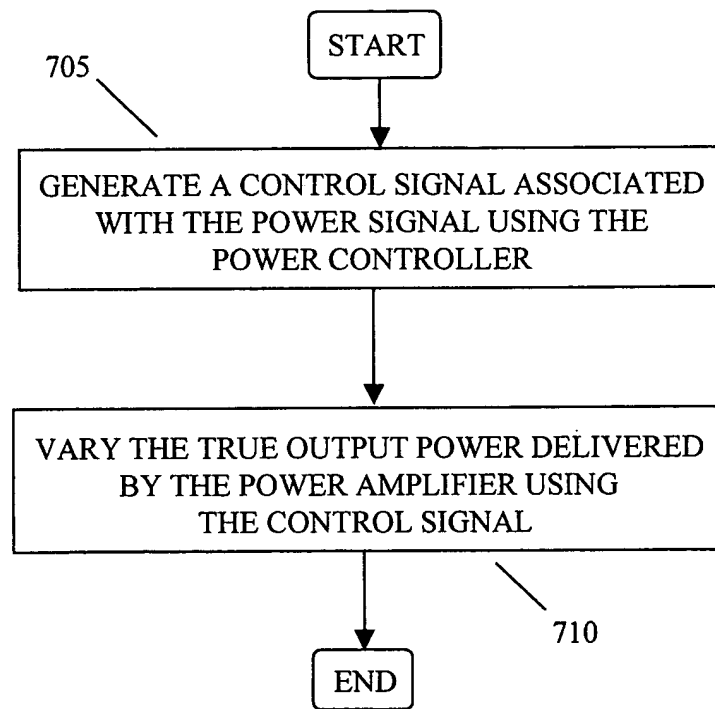 START
705
GENERATE A CONTROL SIGNAL ASSOCIATED
WITH THE POWER SIGNAL USING THE
POWER CONTROLLER
VARY THE TRUE OUTPUT POWER DELIVERED
BY THE POWER AMPLIFIER USING
THE CONTROL SIGNAL
710
END